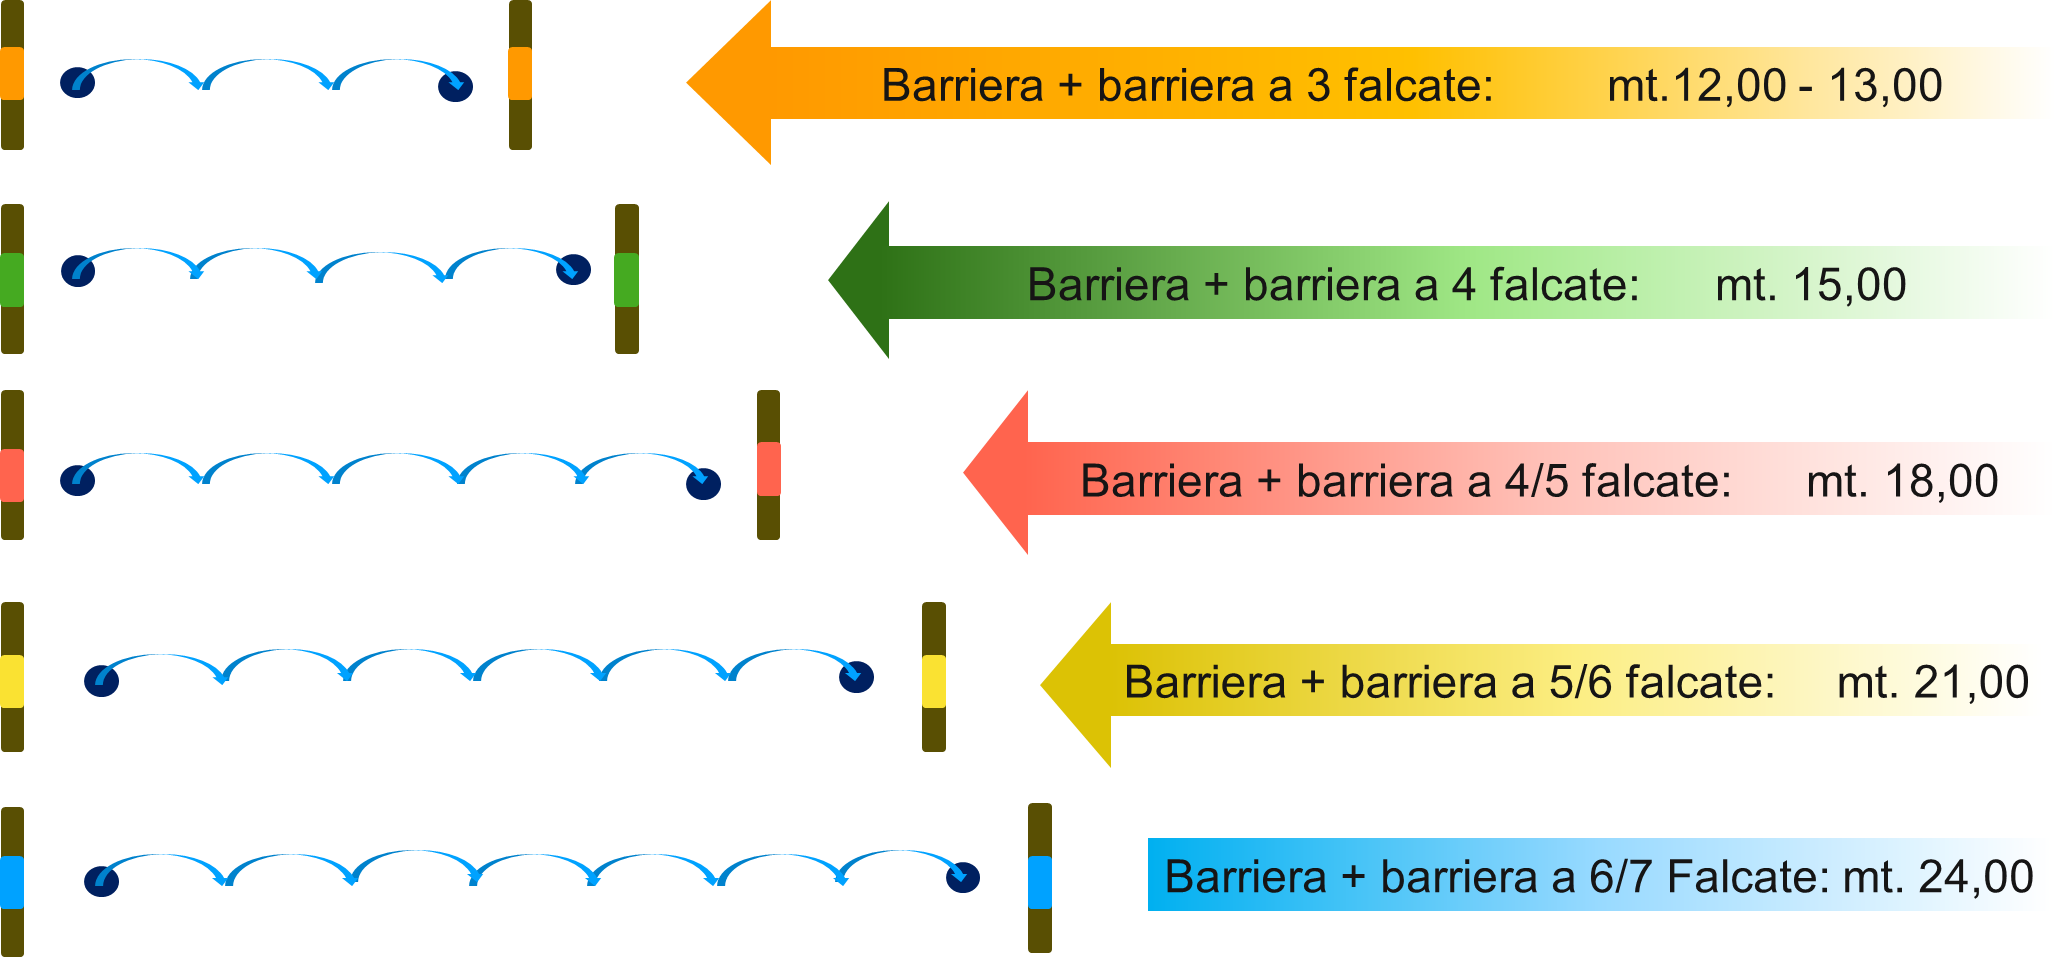 Barriera + barriera a 3 falcate: mt.12,00 - 13,00
Barriera + barriera a 4 falcate: mt. 15,00
Barriera + barriera a 4/5 falcate: mt. 18,00
Barriera + barriera a 5/6 falcate: mt. 21,00
Barriera + barriera a 6/7 Falcate: mt. 24,00